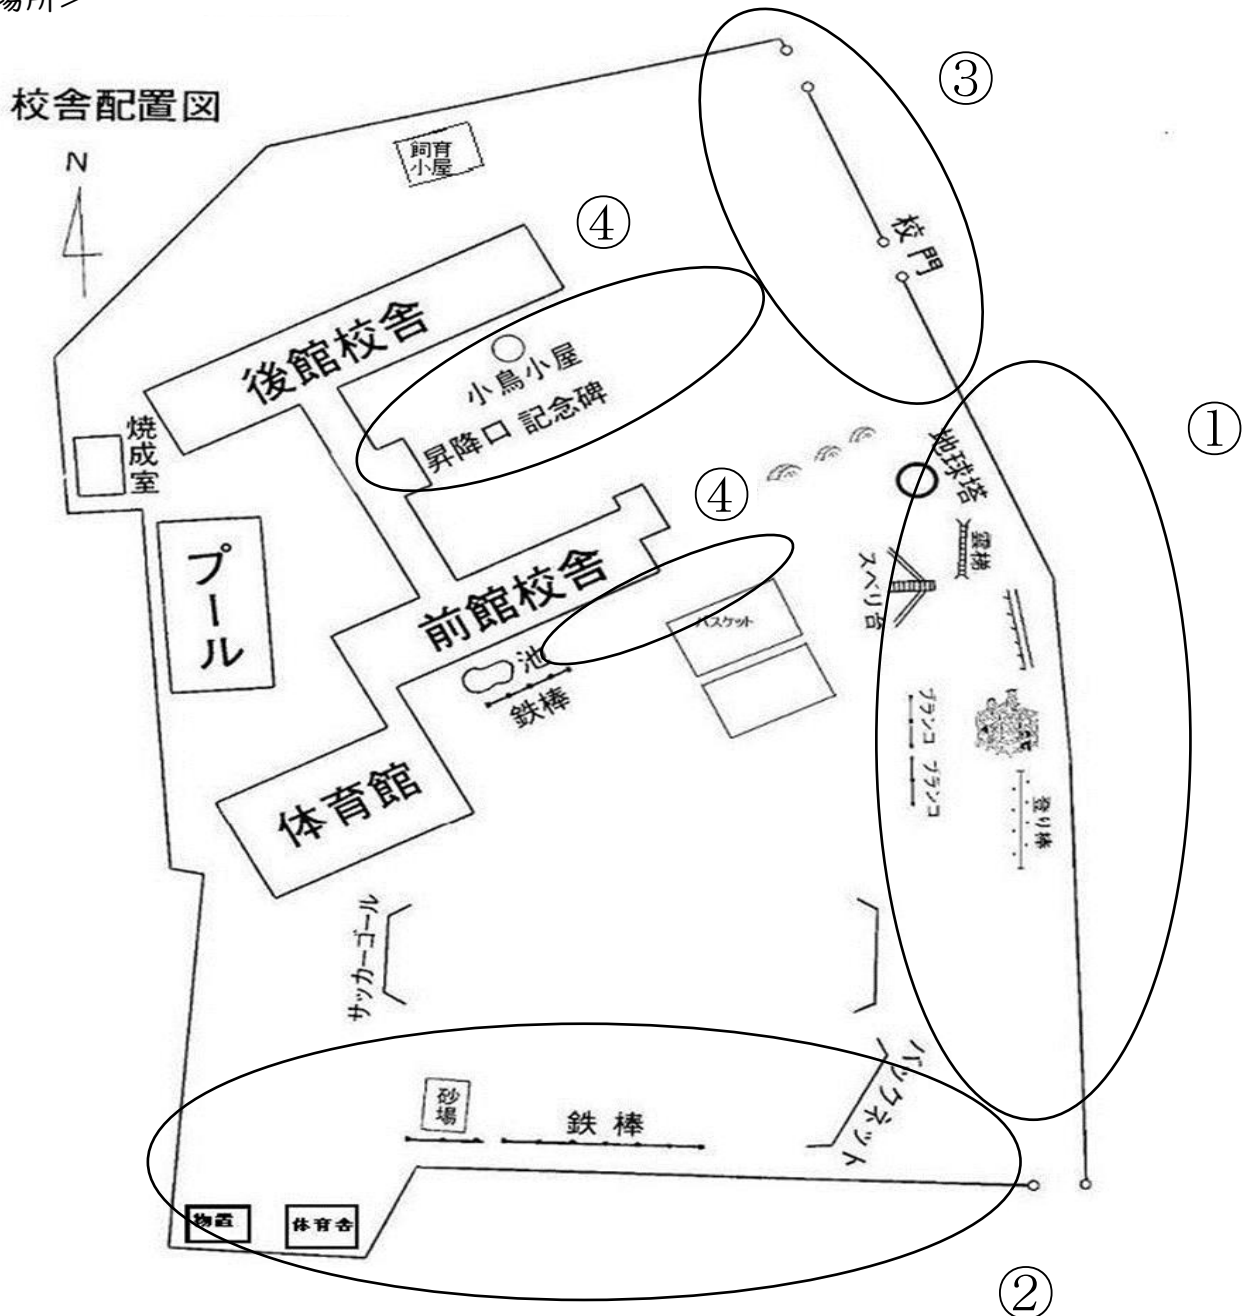 場所＞
校舎配置図
N
③
飼育
小屋
校門
④
後館校舎
小鳥小屋
昇降口 記念碑
①
焼成室
地球塔
④
雲梯
スベリ台
プール
前館校舎
バスケット
池
鉄棒
ブランコ
ブランコ
登り棒
体育館
サッカーゴール
バックネット
砂場
鉄棒
物置
体育舎
②